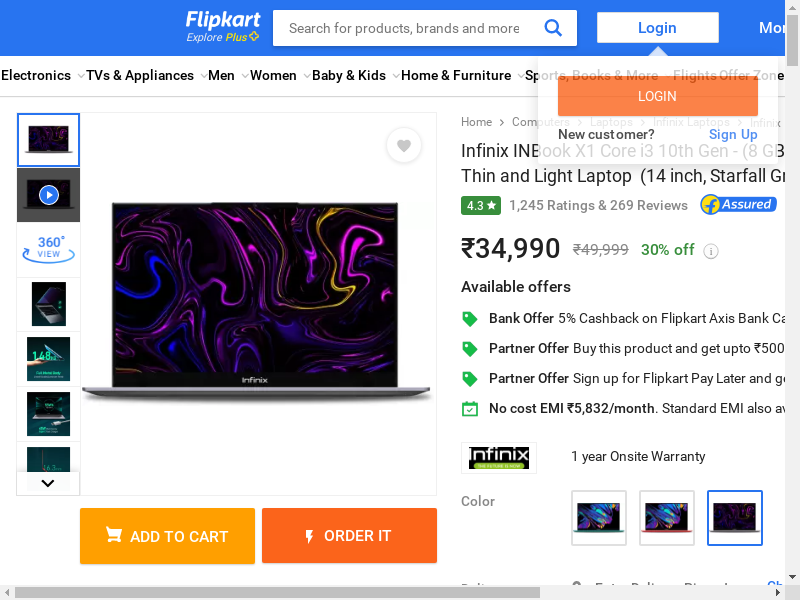 Flipkart
Explore Plus
Search for products, brands and more
Login
Mor
Electronics
TVs & Appliances
Men
Women
Baby & Kids
Home & Furniture
Sports, Books & More
Flights
Offer Zone
LOGIN
New customer?
Sign Up
Home
Computers
Laptops
Infinix Laptops
Infinix
Infinix INBook X1 Core i3 10th Gen - (8 GB
Thin and Light Laptop (14 inch, Starfall Gr
4.3
1,245 Ratings & 269 Reviews
Assured
₹34,990
₹49,999
30% off
i
Available offers
Bank Offer 5% Cashback on Flipkart Axis Bank Ca
Partner Offer Buy this product and get upto ₹500
Partner Offer Sign up for Flipkart Pay Later and ge
No cost EMI ₹5,832/month. Standard EMI also av
Infinix
THE FUTURE IS NOW
1 year Onsite Warranty
Color
360°
VIEW
Infinix
ADD TO CART
ORDER IT